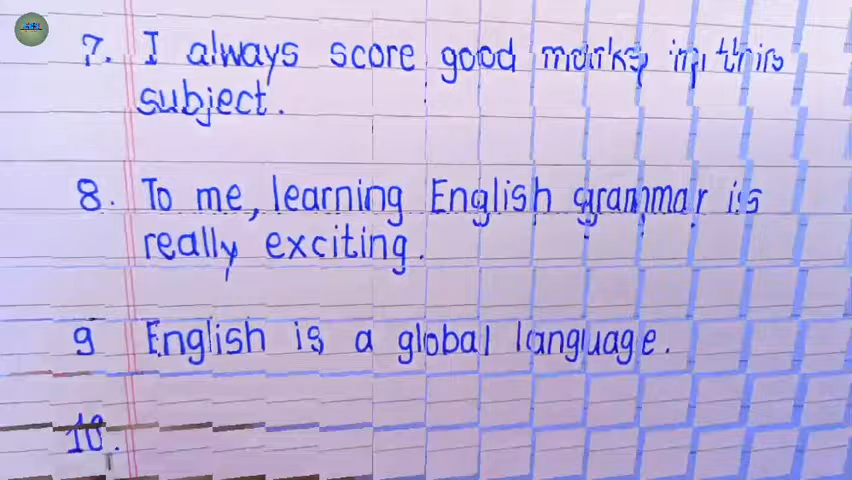 7. I always score good marks in this
subject.
8. To me, learning English grammar is
really exciting.
9 English is a global language.
10.